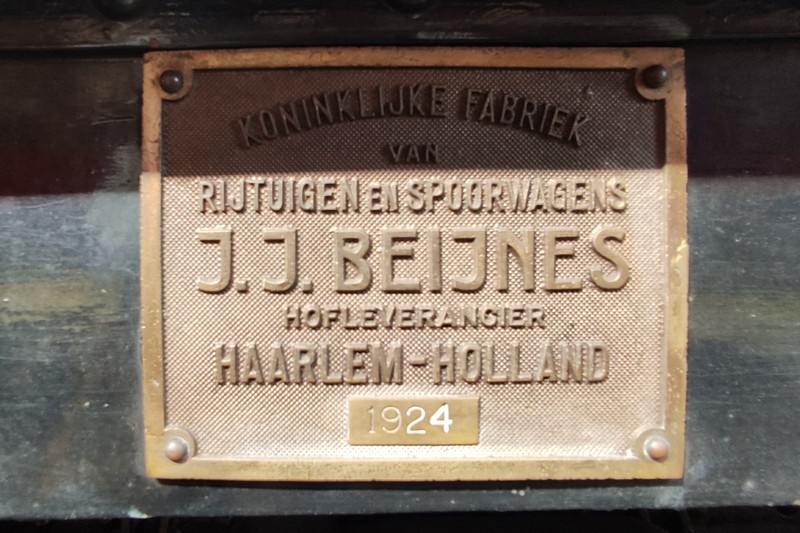 KONINKLIJKE FABRIEK
VAN
RIJTUIGEN en SPOORWAGENS
J.J. BEIJNES
HOFLEVERANCIER
HAARLEM-HOLLAND
1924